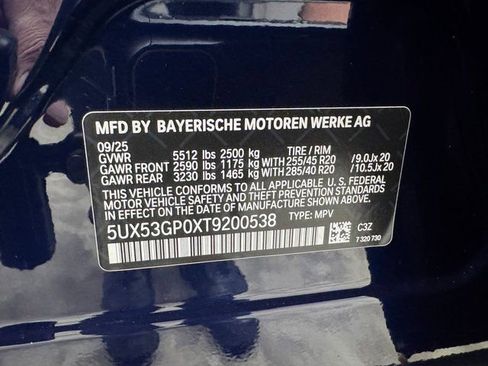 MFD BY BAYERISCHE MOTOREN WERKE AG
09/25 TIRE / RIM
GVWR 5512 lbs 2500 kg
GAWR FRONT 2590 lbs 1175 kg WITH 255/45 R20 /9.0Jx20
GAWR REAR 3230 lbs 1465 kg WITH 285/40 R20 /10.5Jx20
THIS VEHICLE CONFORMS TO ALL APPLICABLE U.S. FEDERAL
MOTOR VEHICLE SAFETY, BUMPER, AND THEFT PREVENTION
STANDARDS IN EFFECT ON THE DATE OF MANUFACTURE SHOWN ABOVE.
5UX53GP0XT9200538 TYPE: MPV
C3Z
7 320 730